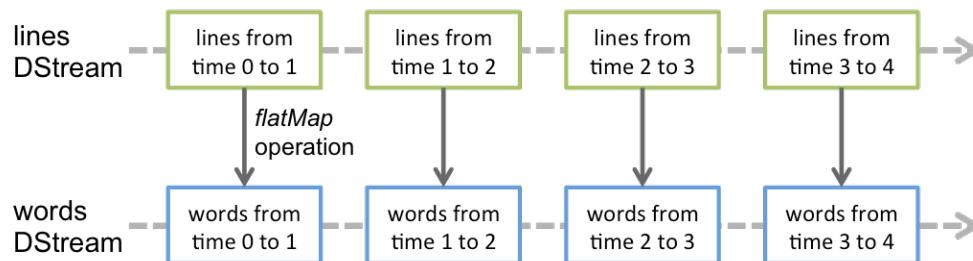 lines
DStream
lines from
time 0 to 1
lines from
time 1 to 2
lines from
time 2 to 3
lines from
time 3 to 4
flatMap
operation
words
DStream
words from
time 0 to 1
words from
time 1 to 2
words from
time 2 to 3
words from
time 3 to 4